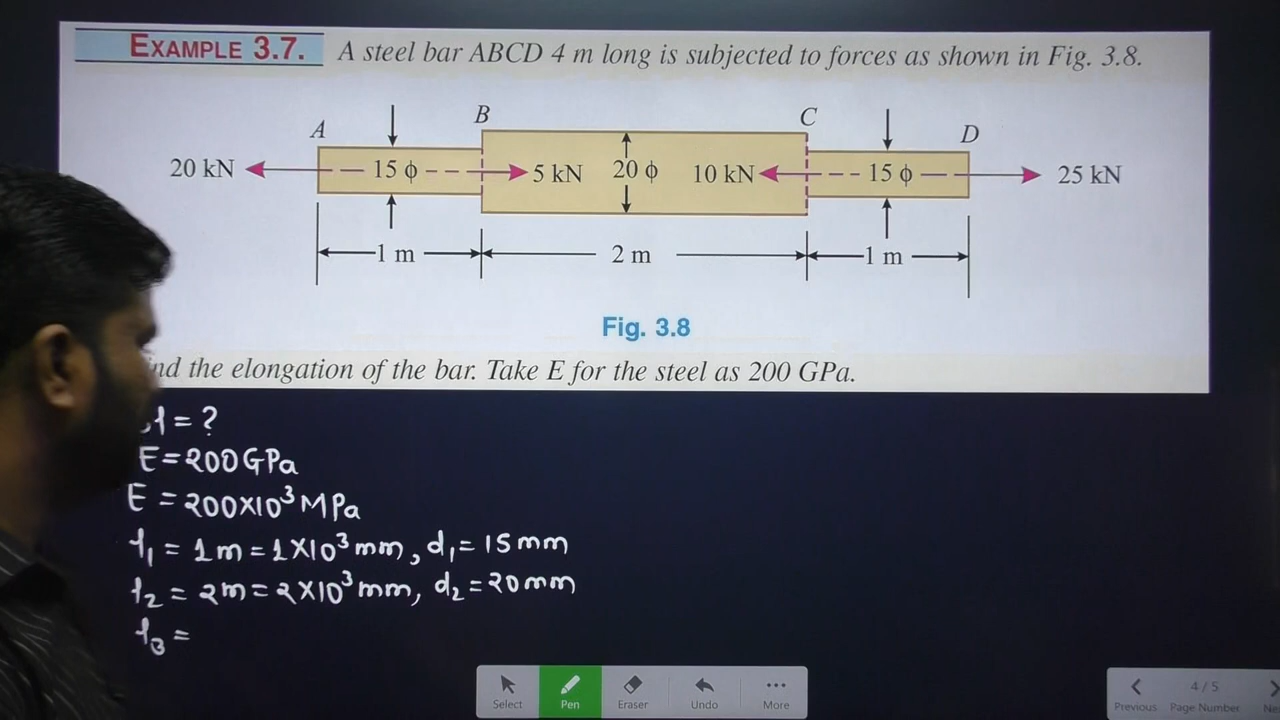 EXAMPLE 3.7. A steel bar ABCD 4 m long is subjected to forces as shown in Fig. 3.8.
A B C D
20 kN 15 ϕ 5 kN 20 ϕ 10 kN 15 ϕ 25 kN
1 m 2 m 1 m
Fig. 3.8
the elongation of the bar. Take E for the steel as 200 GPa.
= ?
E = 200 GPa
E = 200×10³ MPa
l₁ = 1m = 1×10³ mm, d₁ = 15 mm
l₂ = 2m = 2×10³ mm, d₂ = 20 mm
l₃ =
Select Pen Eraser Undo More
4 / 5
Previous Page Number